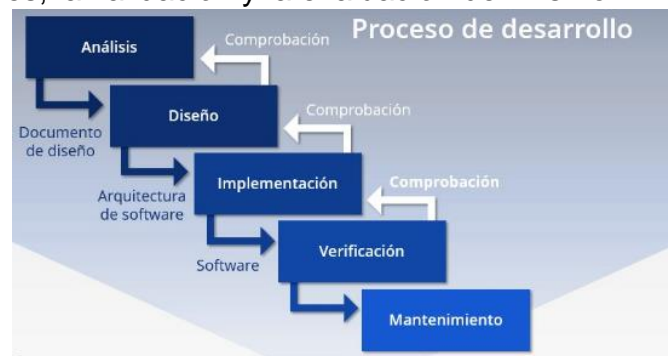 Proceso de desarrollo
Análisis
Comprobación
Diseño
Documento
de diseño
Comprobación
Implementación
Arquitectura
de software
Comprobación
Verificación
Software
Mantenimiento